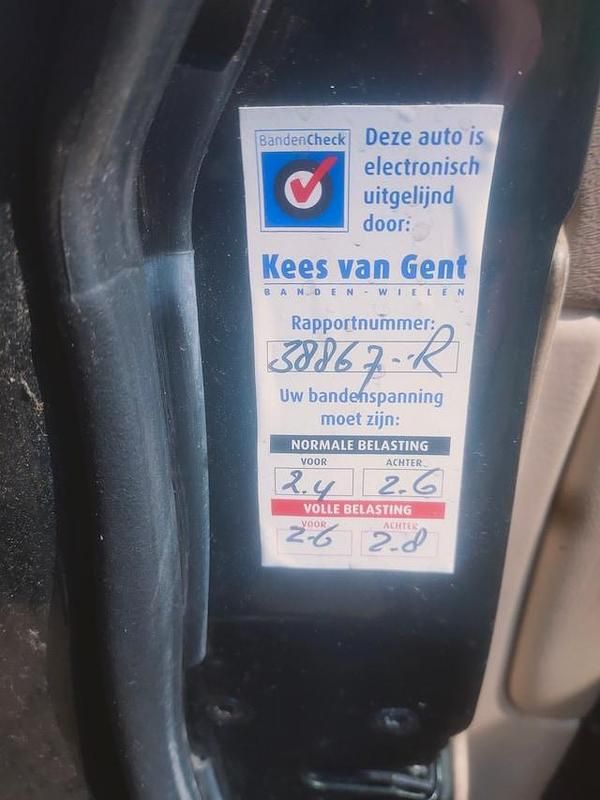 BandenCheck
Deze auto is
electronisch
uitgelijnd
door:
Kees van Gent
BANDEN-WIELEN
Rapportnummer:
38867--R
Uw bandenspanning
moet zijn:
NORMALE BELASTING
VOOR ACHTER
2.4 2.6
VOLLE BELASTING
VOOR ACHTER
2-6 2-8